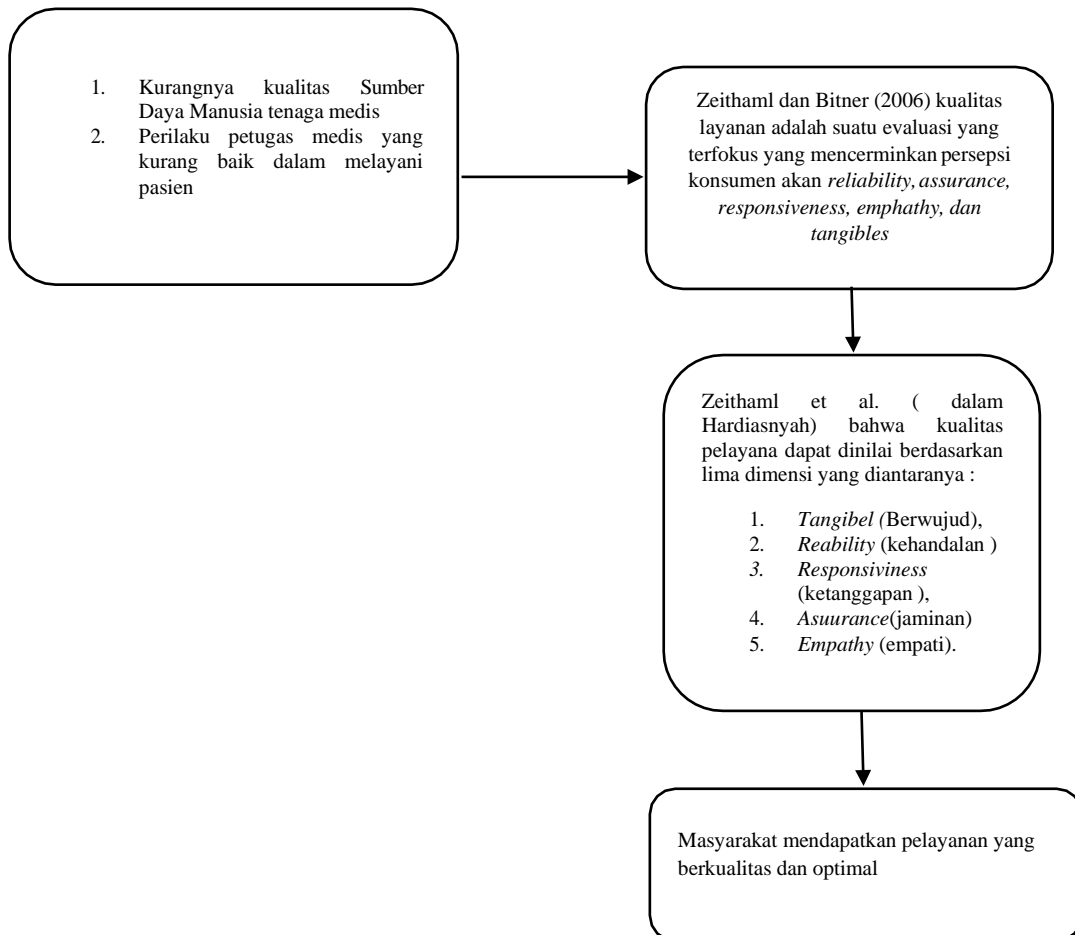 1. Kurangnya kualitas Sumber
Daya Manusia tenaga medis
2. Perilaku petugas medis yang
kurang baik dalam melayani
pasien
Zeithaml dan Bitner (2006) kualitas
layanan adalah suatu evaluasi yang
terfokus yang mencerminkan persepsi
konsumen akan reliability, assurance,
responsiveness, emphathy, dan
tangibles
Zeithaml et al. ( dalam
Hardiasnyah) bahwa kualitas
pelayana dapat dinilai berdasarkan
lima dimensi yang diantaranya :
1. Tangibel (Berwujud),
2. Reability (kehandalan )
3. Responsiviness
(ketanggapan ),
4. Asuurance(jaminan)
5. Empathy (empati).
Masyarakat mendapatkan pelayanan yang
berkualitas dan optimal